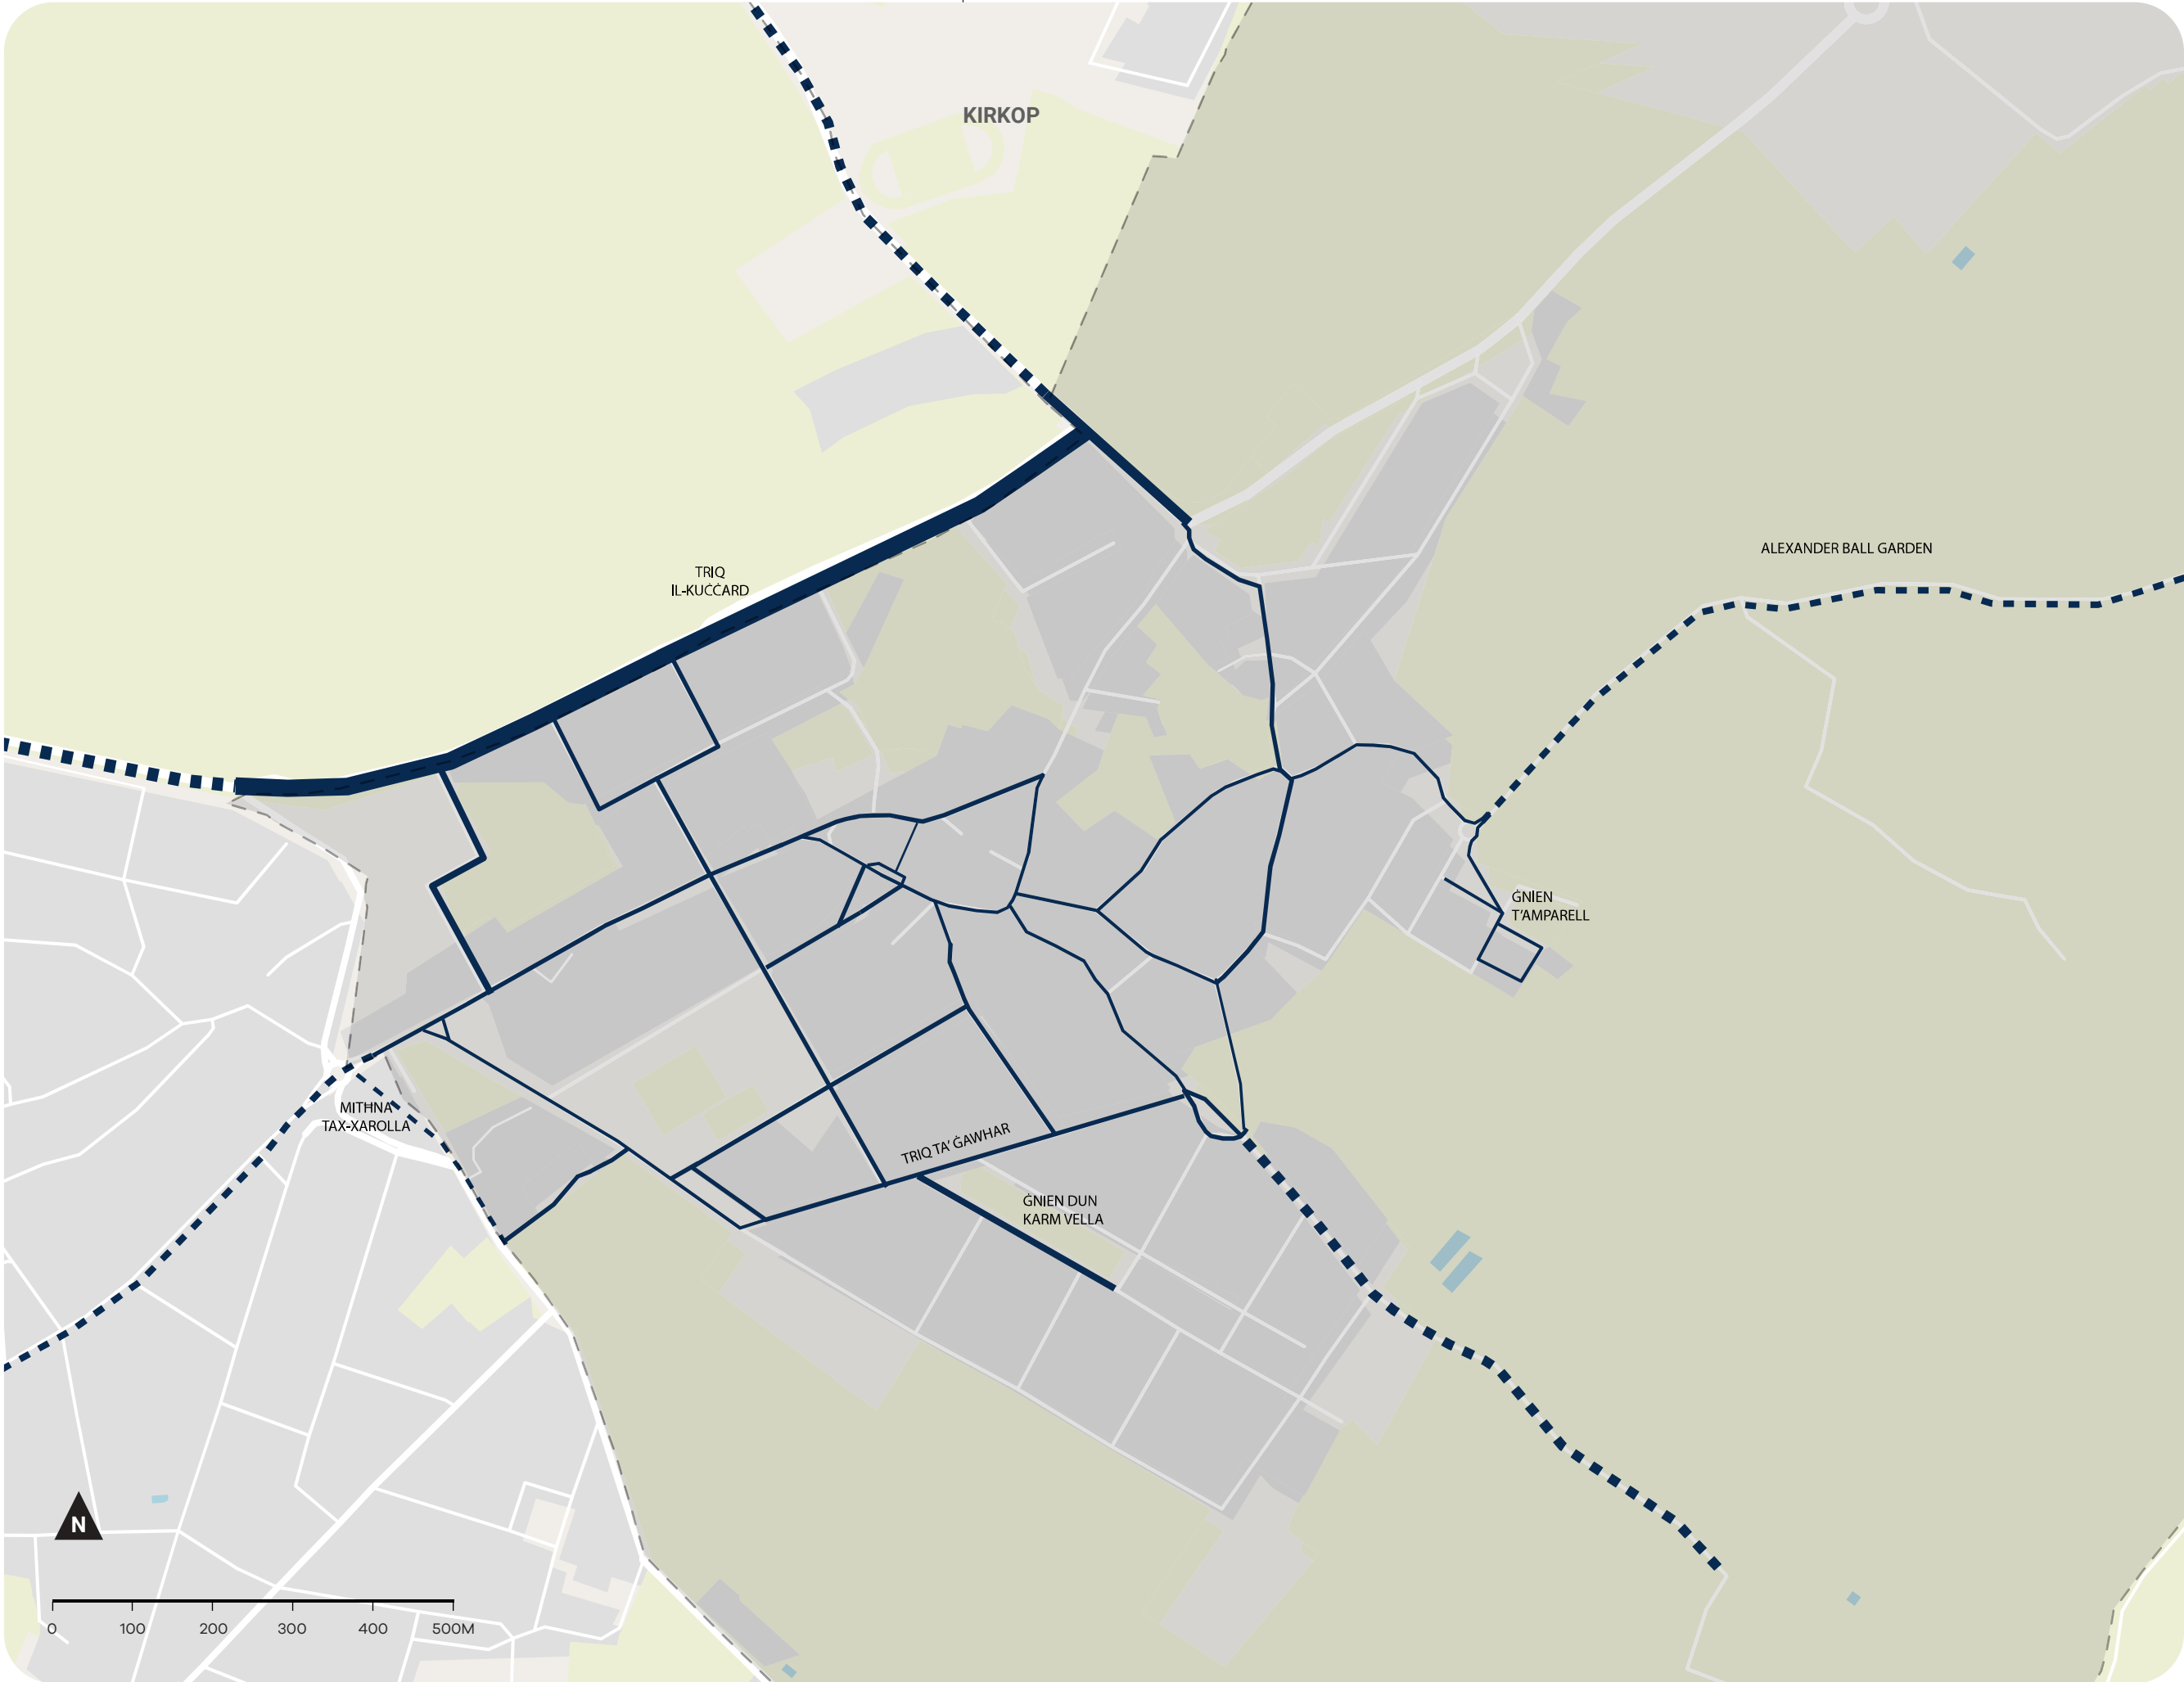 KIRKOP
ALEXANDER BALL GARDEN
TRIQ
IL-KUĊĊARD
ĠNIEN
T'AMPARELL
MITHNA
TAX-XAROLLA
TRIQ TA' ĠAWHAR
ĠNIEN DUN
KARM VELLA
N
0 100 200 300 400 500M